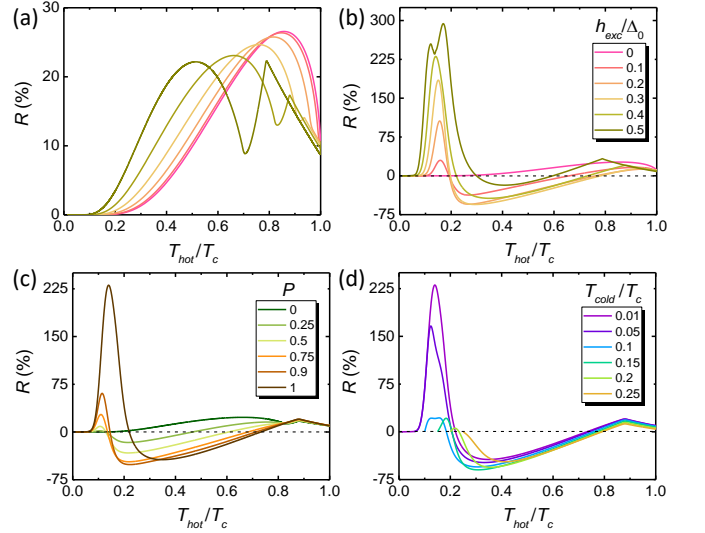 (a)
30
20
10
0
R (%)
0.0 0.2 0.4 0.6 0.8 1.0
T_hot/T_c
(b)
300
225
150
75
0
-75
R (%)
h_exc/Δ_0
0
0.1
0.2
0.3
0.4
0.5
0.0 0.2 0.4 0.6 0.8 1.0
T_hot/T_c
(c)
225
150
75
0
-75
R (%)
P
0
0.25
0.5
0.75
0.9
1
0.0 0.2 0.4 0.6 0.8 1.0
T_hot/T_c
(d)
225
150
75
0
-75
R (%)
T_cold/T_c
0.01
0.05
0.1
0.15
0.2
0.25
0.0 0.2 0.4 0.6 0.8 1.0
T_hot/T_c